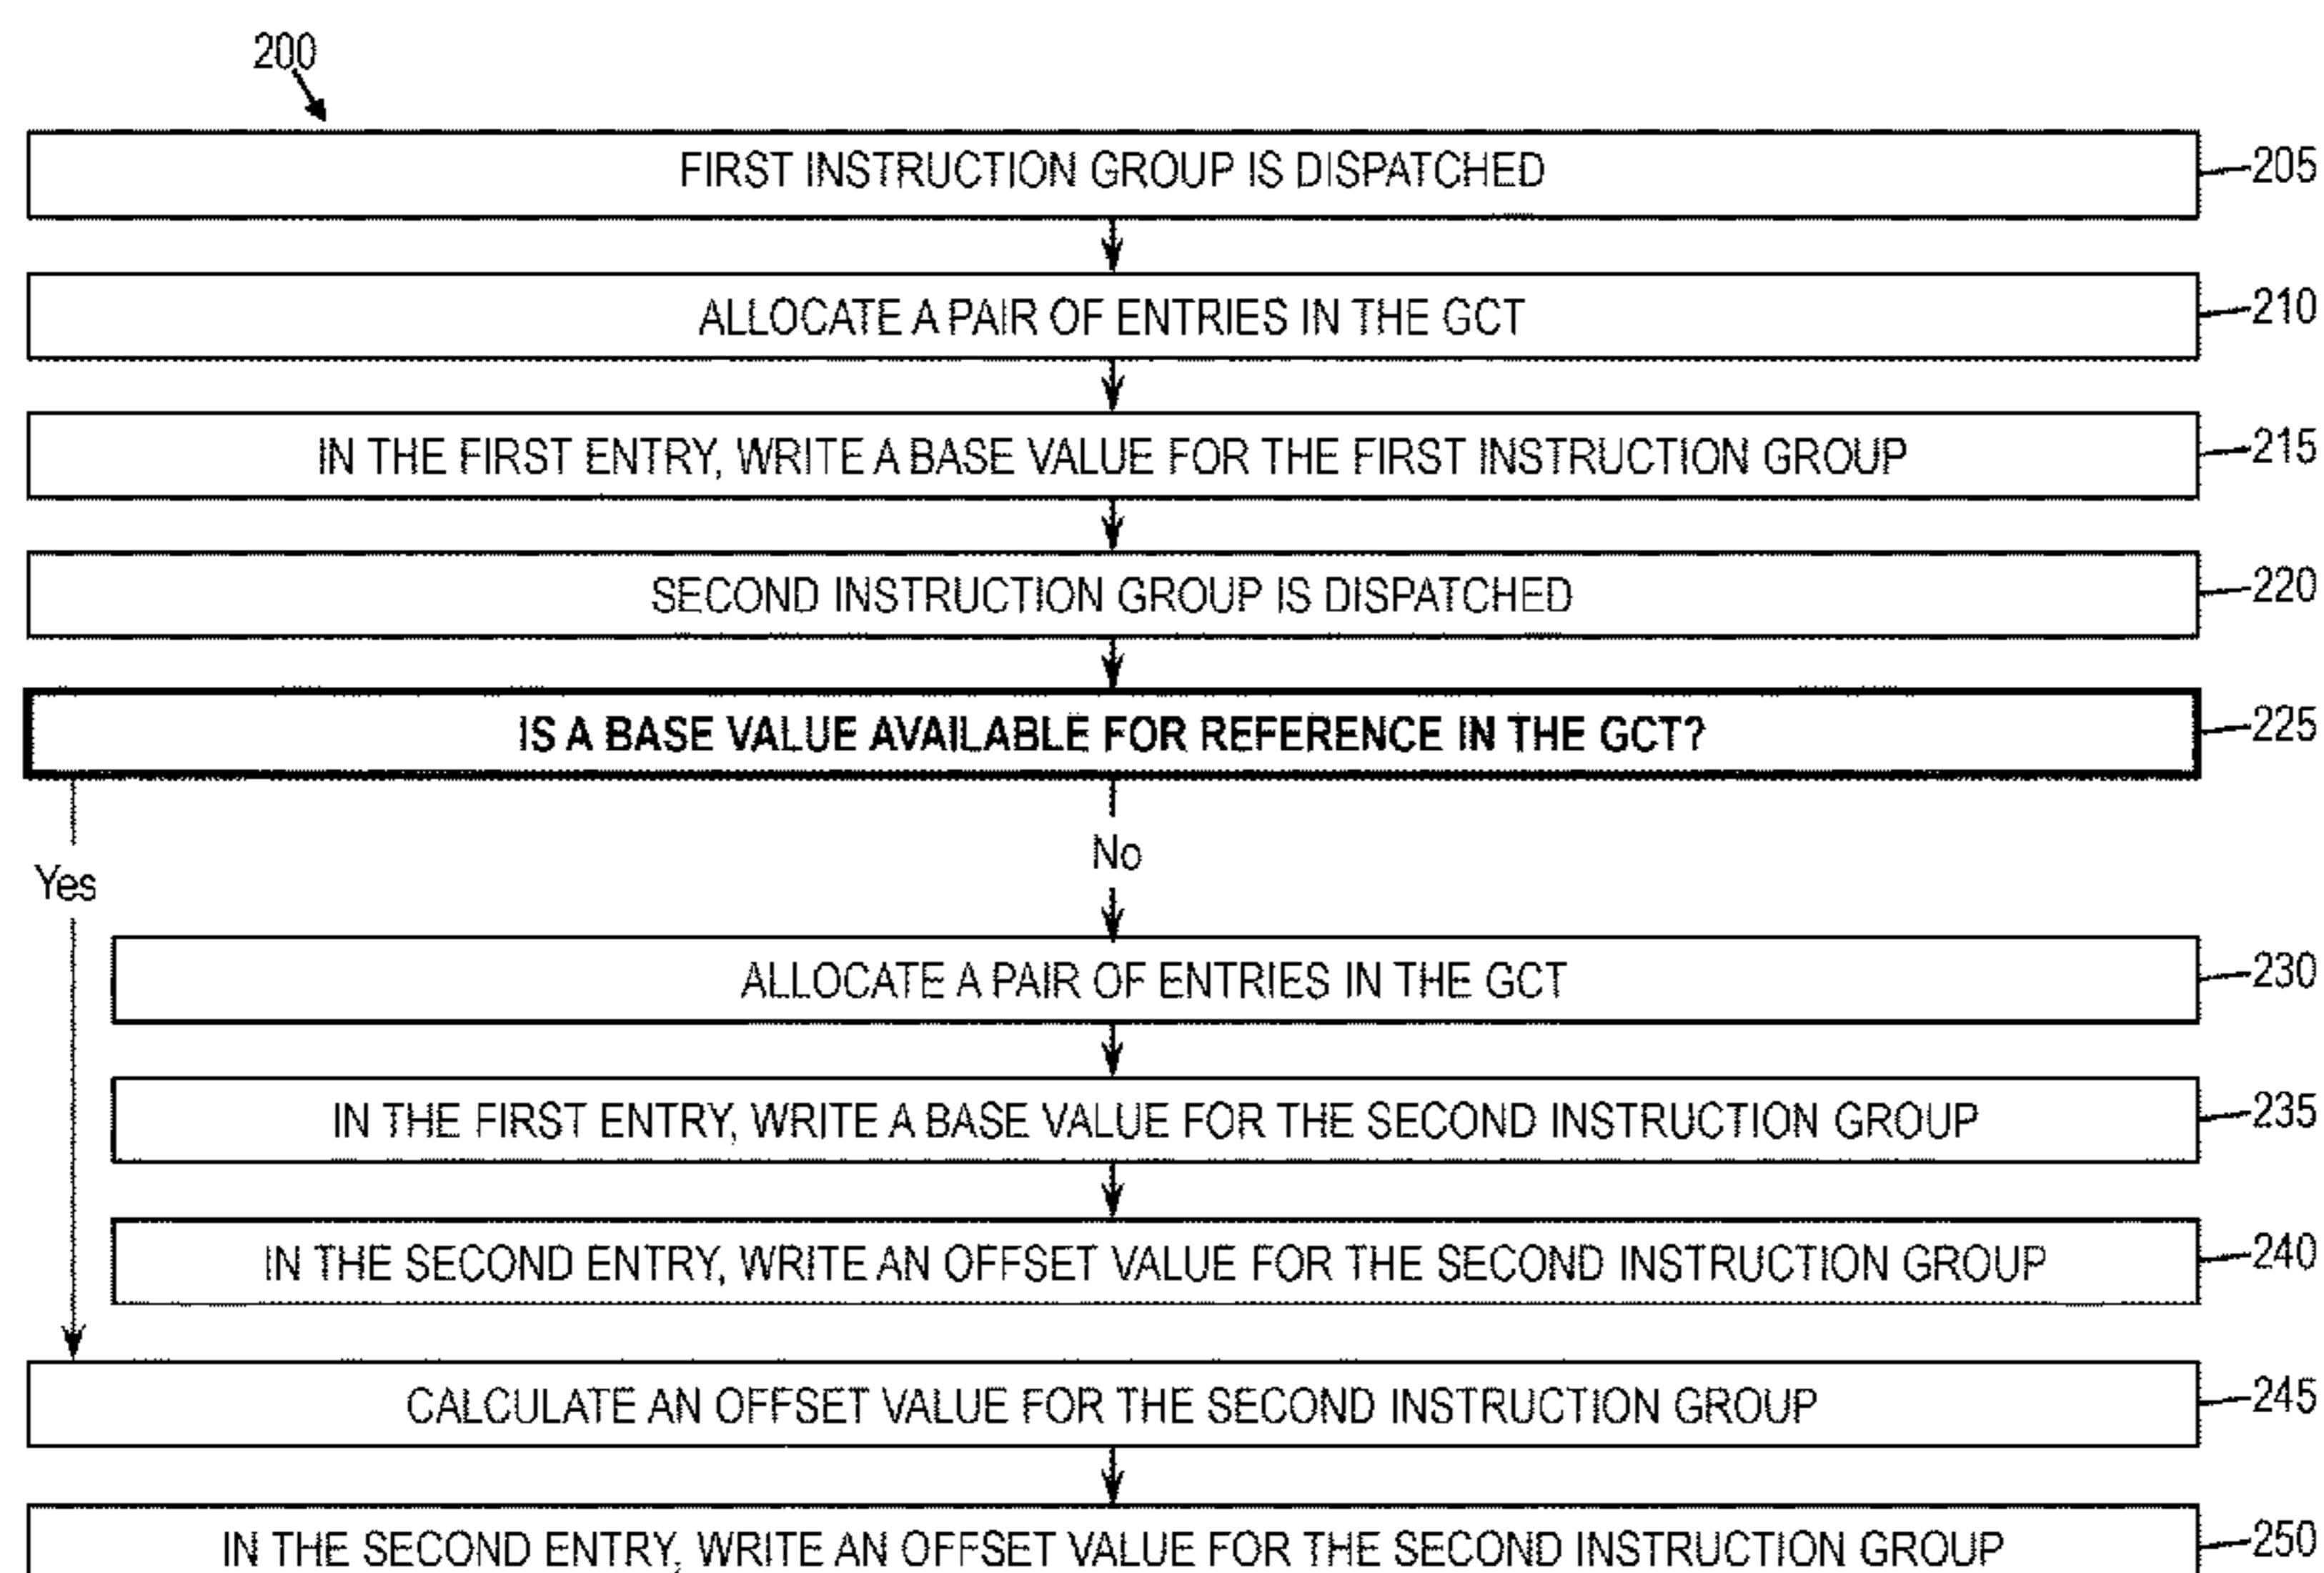 200
FIRST INSTRUCTION GROUP IS DISPATCHED 205
ALLOCATE A PAIR OF ENTRIES IN THE GCT 210
IN THE FIRST ENTRY, WRITE A BASE VALUE FOR THE FIRST INSTRUCTION GROUP 215
SECOND INSTRUCTION GROUP IS DISPATCHED 220
IS A BASE VALUE AVAILABLE FOR REFERENCE IN THE GCT? 225
No
Yes
ALLOCATE A PAIR OF ENTRIES IN THE GCT 230
IN THE FIRST ENTRY, WRITE A BASE VALUE FOR THE SECOND INSTRUCTION GROUP 235
IN THE SECOND ENTRY, WRITE AN OFFSET VALUE FOR THE SECOND INSTRUCTION GROUP 240
CALCULATE AN OFFSET VALUE FOR THE SECOND INSTRUCTION GROUP 245
IN THE SECOND ENTRY, WRITE AN OFFSET VALUE FOR THE SECOND INSTRUCTION GROUP 250